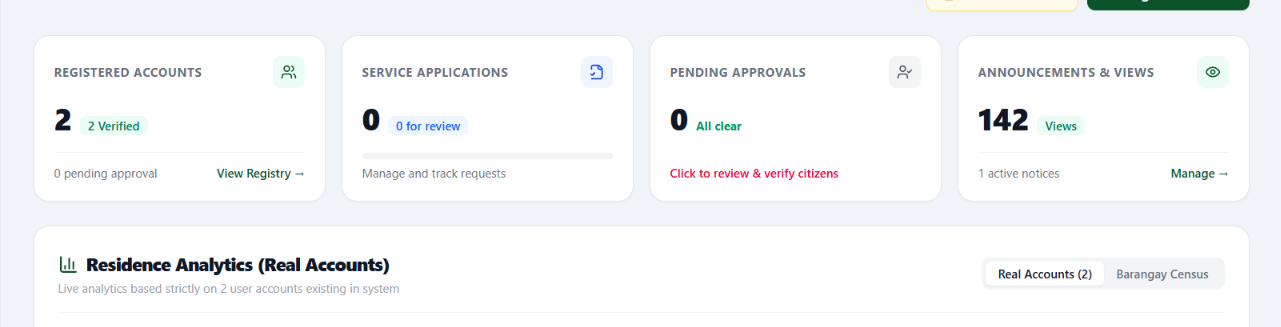 REGISTERED ACCOUNTS
2 2 Verified
0 pending approval View Registry →
SERVICE APPLICATIONS
0 0 for review
Manage and track requests
PENDING APPROVALS
0 All clear
Click to review & verify citizens
ANNOUNCEMENTS & VIEWS
142 Views
1 active notices Manage →
Residence Analytics (Real Accounts)
Live analytics based strictly on 2 user accounts existing in system
Real Accounts (2) Barangay Census